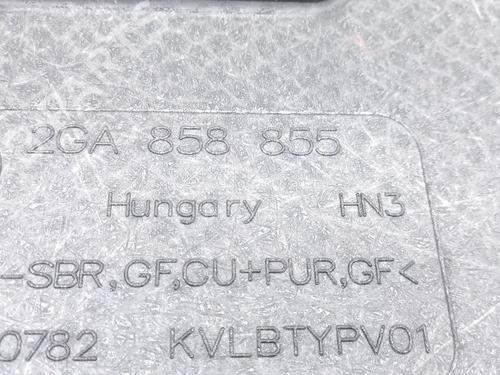 2GA 858 855
Hungary HN3
-SBR,GF,CU+PUR,GF<
0782 KVLBTYPV01